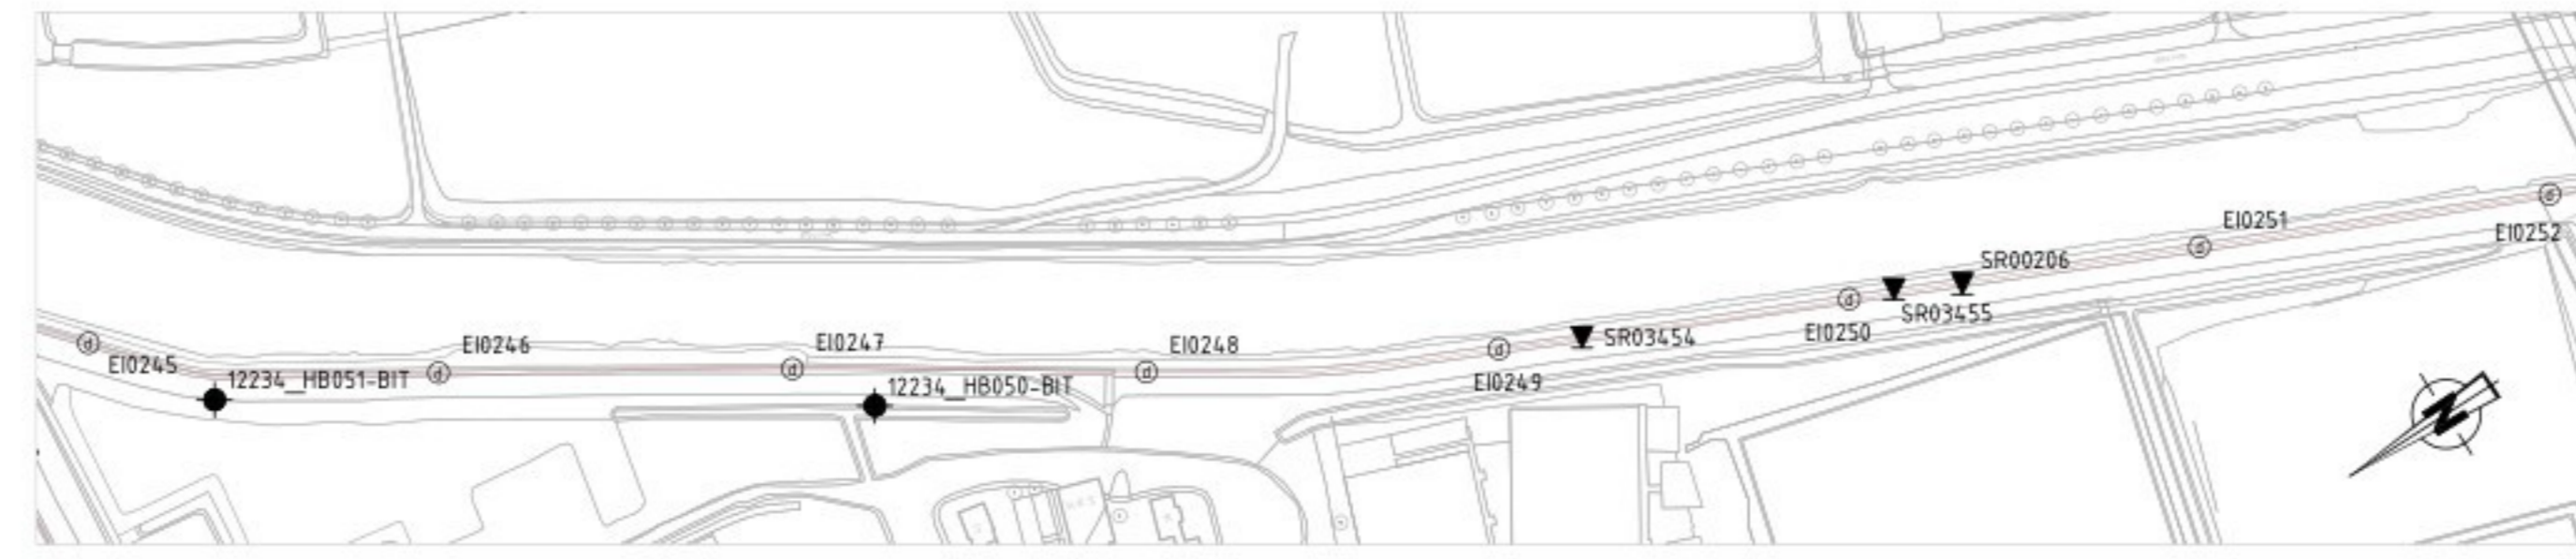 EI0251
EI0252
SR00206
SR03455
EI0250
SR03454
EI0249
EI0248
EI0247
EI0246
EI0245
12234_HB051-BIT
12234_HB050-BIT
d
d
d
d
d
d
d
d
N